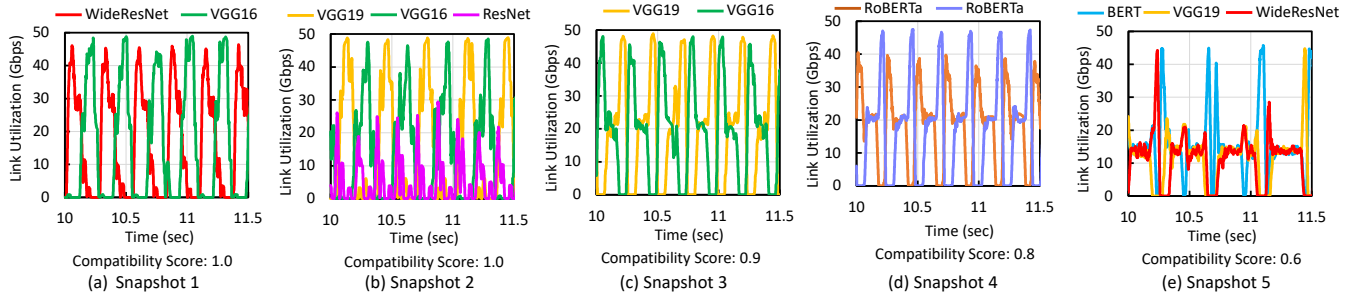 WideResNet VGG16
Link Utilization (Gbps)
50
40
30
20
10
0
10 10.5 11 11.5
Time (sec)
Compatibility Score: 1.0
(a) Snapshot 1
VGG19 VGG16 ResNet
Link Utilization (Gbps)
50
40
30
20
10
0
10 10.5 11 11.5
Time (sec)
Compatibility Score: 1.0
(b) Snapshot 2
VGG19 VGG16
Link Utilization (Gbps)
50
40
30
20
10
0
10 10.5 11 11.5
Time (sec)
Compatibility Score: 0.9
(c) Snapshot 3
RoBERTa RoBERTa
Link Utilization (Gbps)
50
40
30
20
10
0
10 10.5 11 11.5
Time (sec)
Compatibility Score: 0.8
(d) Snapshot 4
BERT VGG19 WideResNet
Link Utilization (Gbps)
50
40
30
20
10
0
10 10.5 11 11.5
Time (sec)
Compatibility Score: 0.6
(e) Snapshot 5